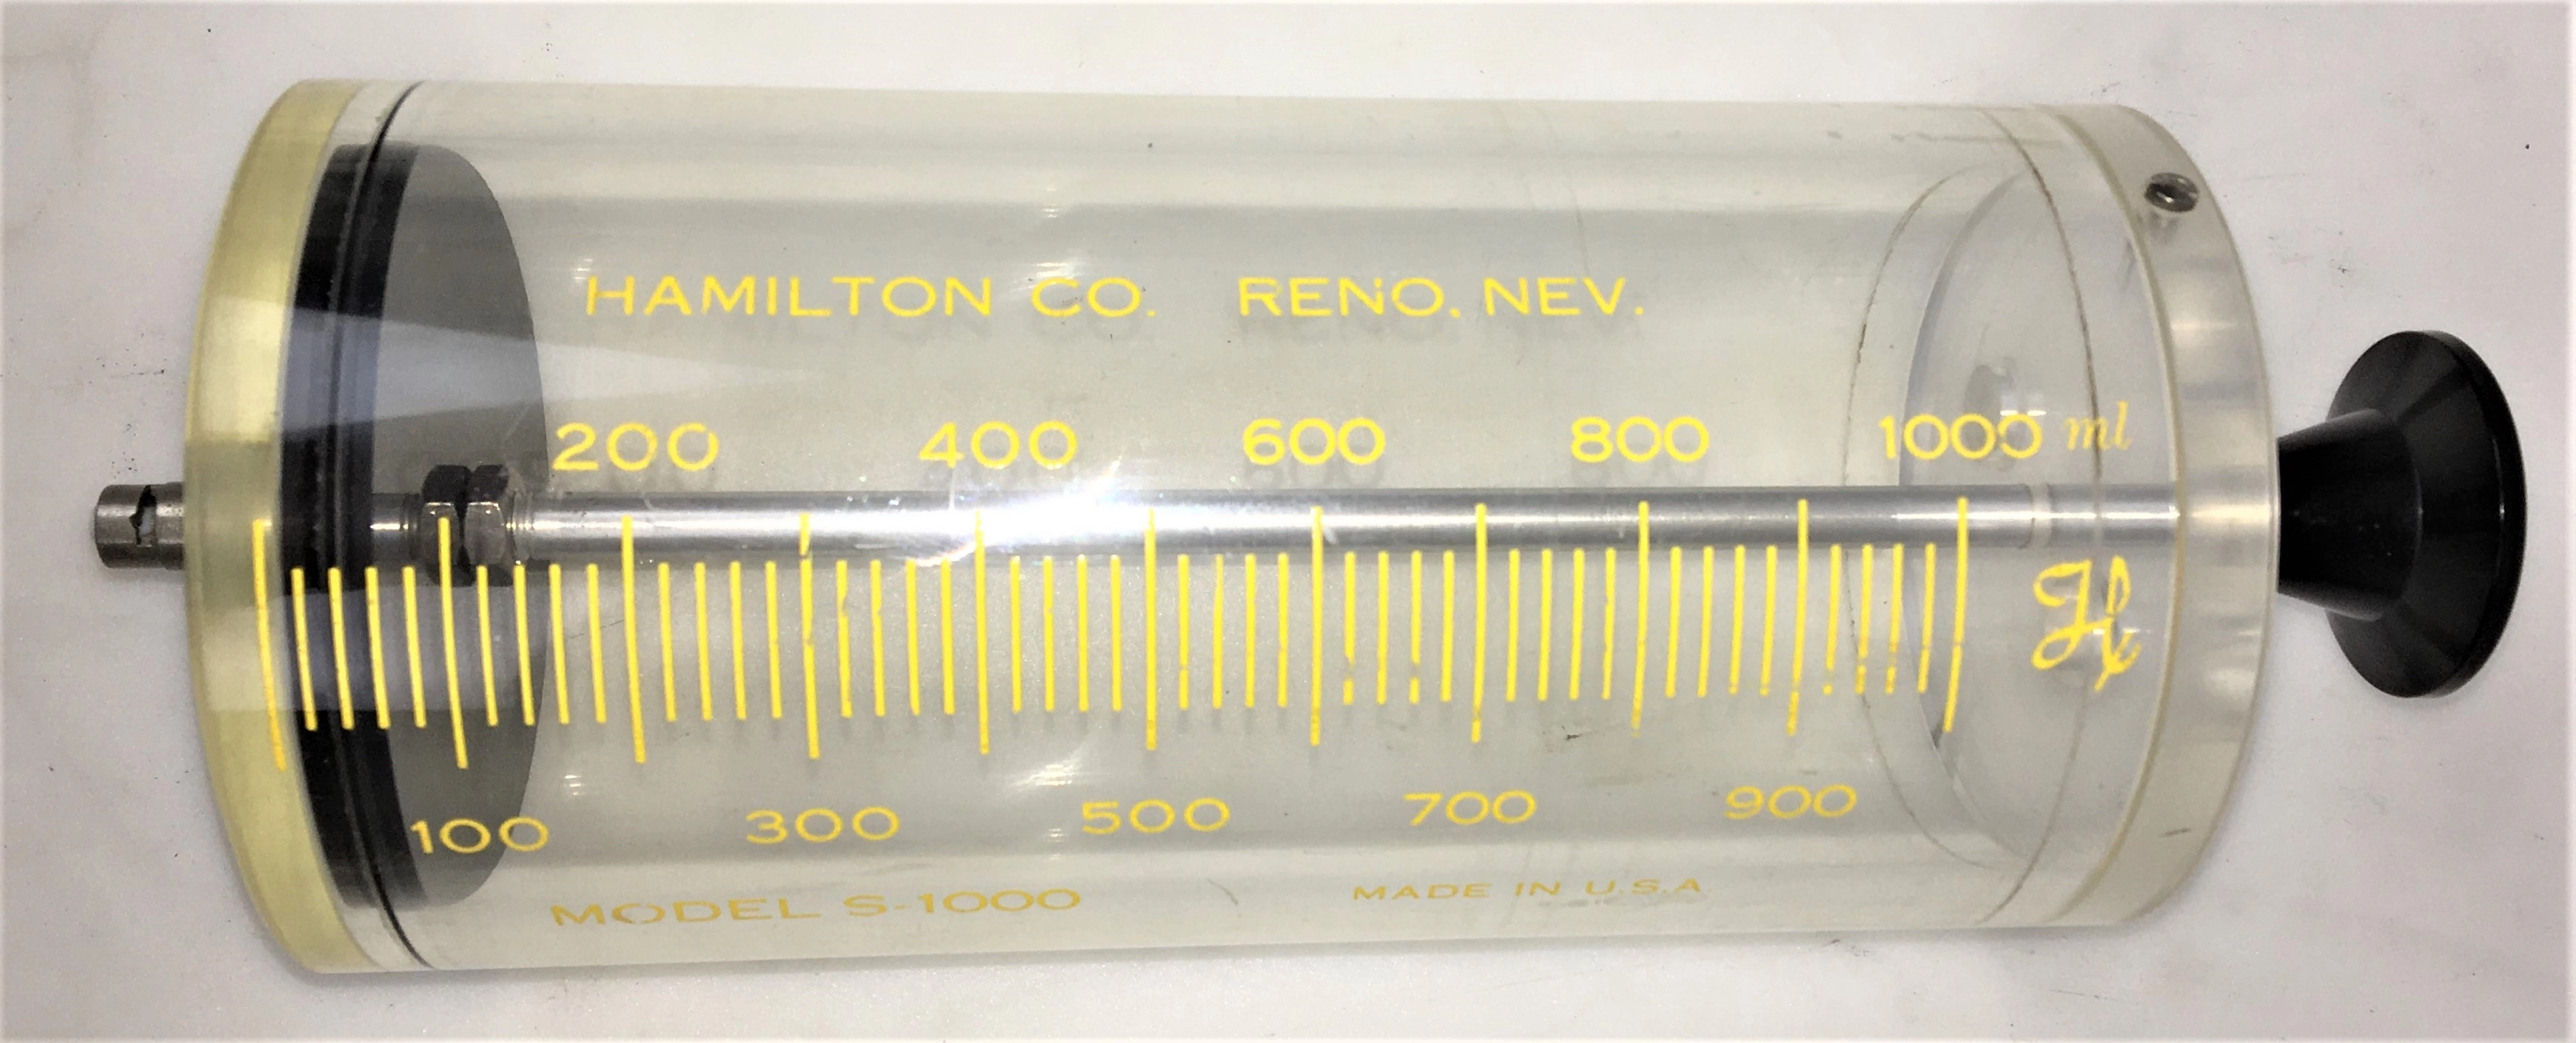 HAMILTON CO. RENO, NEV.
200 400 600 800 1000 ml
100 300 500 700 900
MODEL S-1000 MADE IN U.S.A